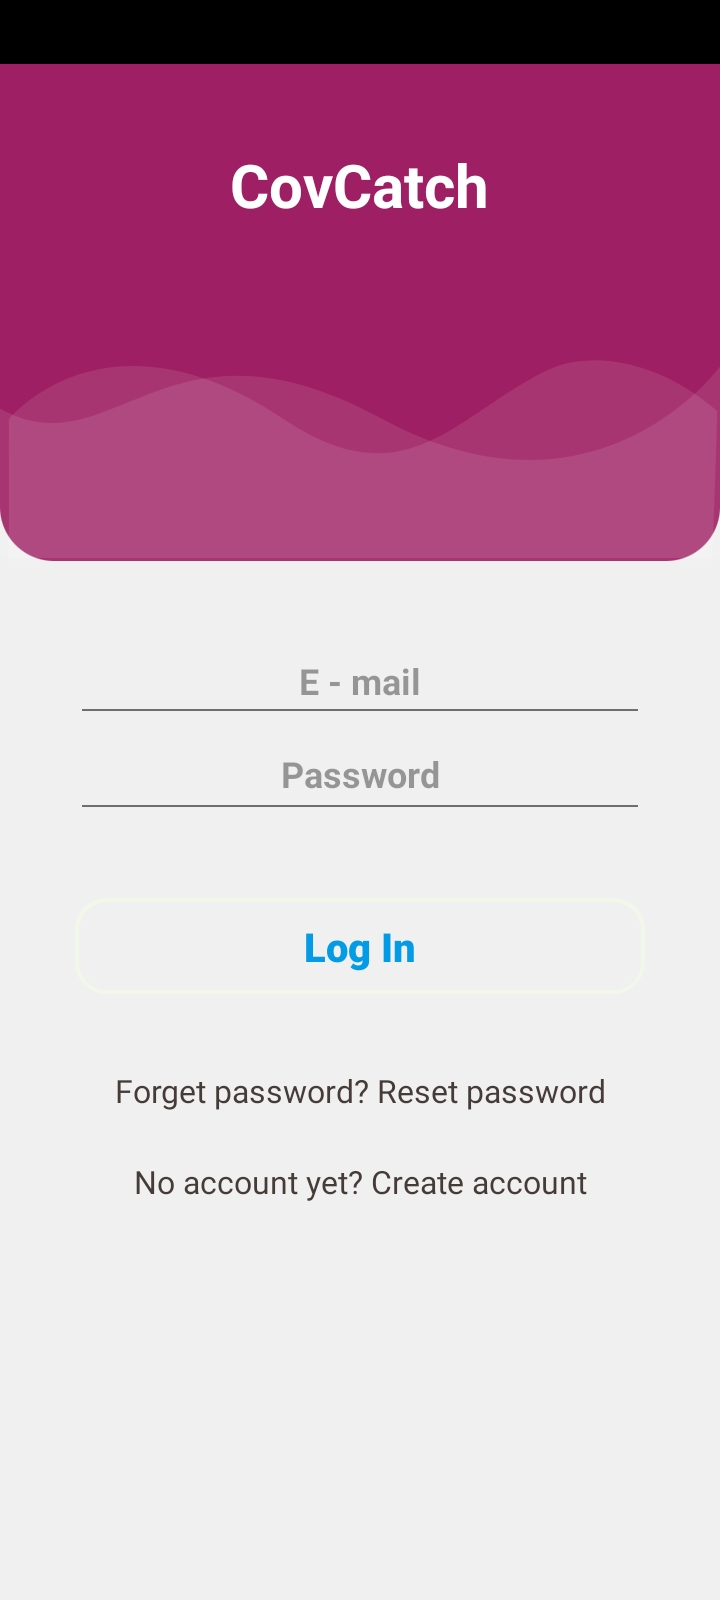 CovCatch
E - mail
Password
Log In
Forget password? Reset password
No account yet? Create account